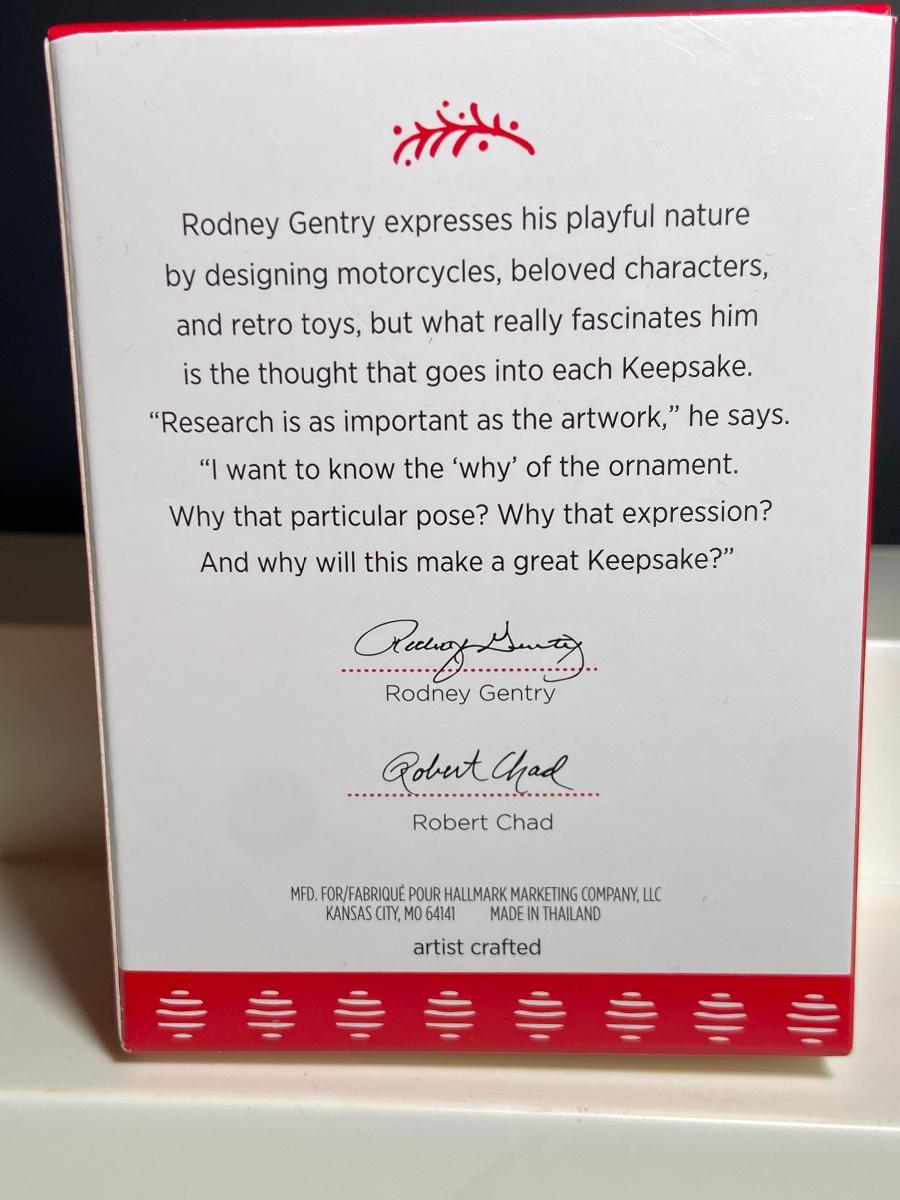 Rodney Gentry expresses his playful nature
by designing motorcycles, beloved characters,
and retro toys, but what really fascinates him
is the thought that goes into each Keepsake.
“Research is as important as the artwork,” he says.
“I want to know the ‘why’ of the ornament.
Why that particular pose? Why that expression?
And why will this make a great Keepsake?”
Rodney Gentry
Rodney Gentry
Robert Chad
Robert Chad
MFD. FOR/FABRIQUÉ POUR HALLMARK MARKETING COMPANY, LLC
KANSAS CITY, MO 64141 MADE IN THAILAND
artist crafted